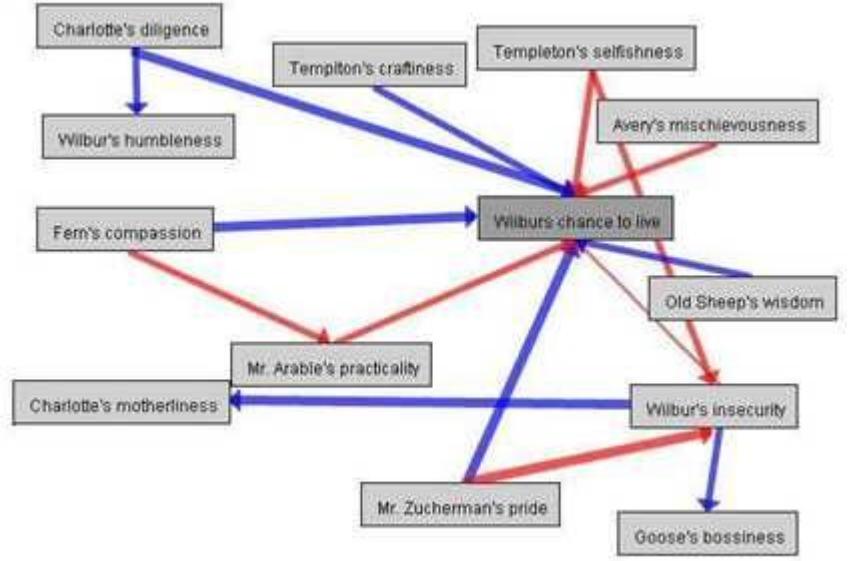 Charlotte's diligence
Templton's craftiness
Templeton's selfishness
Avery's mischievousness
Wilbur's humbleness
Fern's compassion
Wilburs chance to live
Old Sheep's wisdom
Mr. Arable's practicality
Charlotte's motherliness
Wilbur's insecurity
Mr. Zucherman's pride
Goose's bossiness